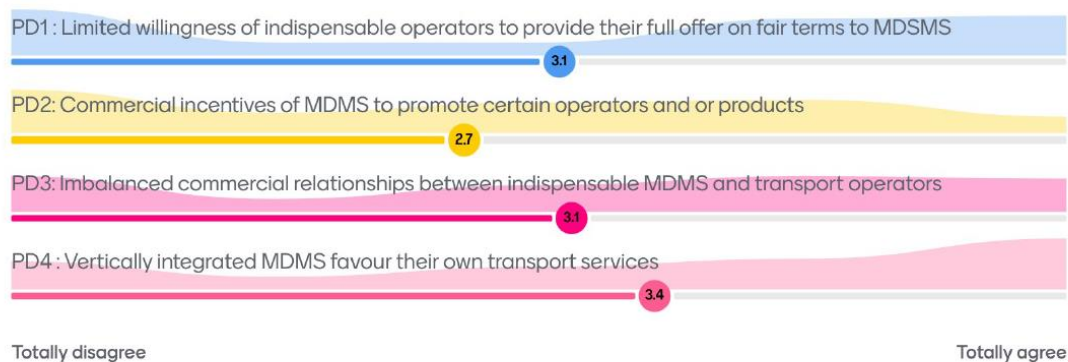 PD1 : Limited willingness of indispensable operators to provide their full offer on fair terms to MDSMS
3.1
PD2: Commercial incentives of MDMS to promote certain operators and or products
2.7
PD3: Imbalanced commercial relationships between indispensable MDMS and transport operators
3.1
PD4 : Vertically integrated MDMS favour their own transport services
3.4
Totally disagree
Totally agree